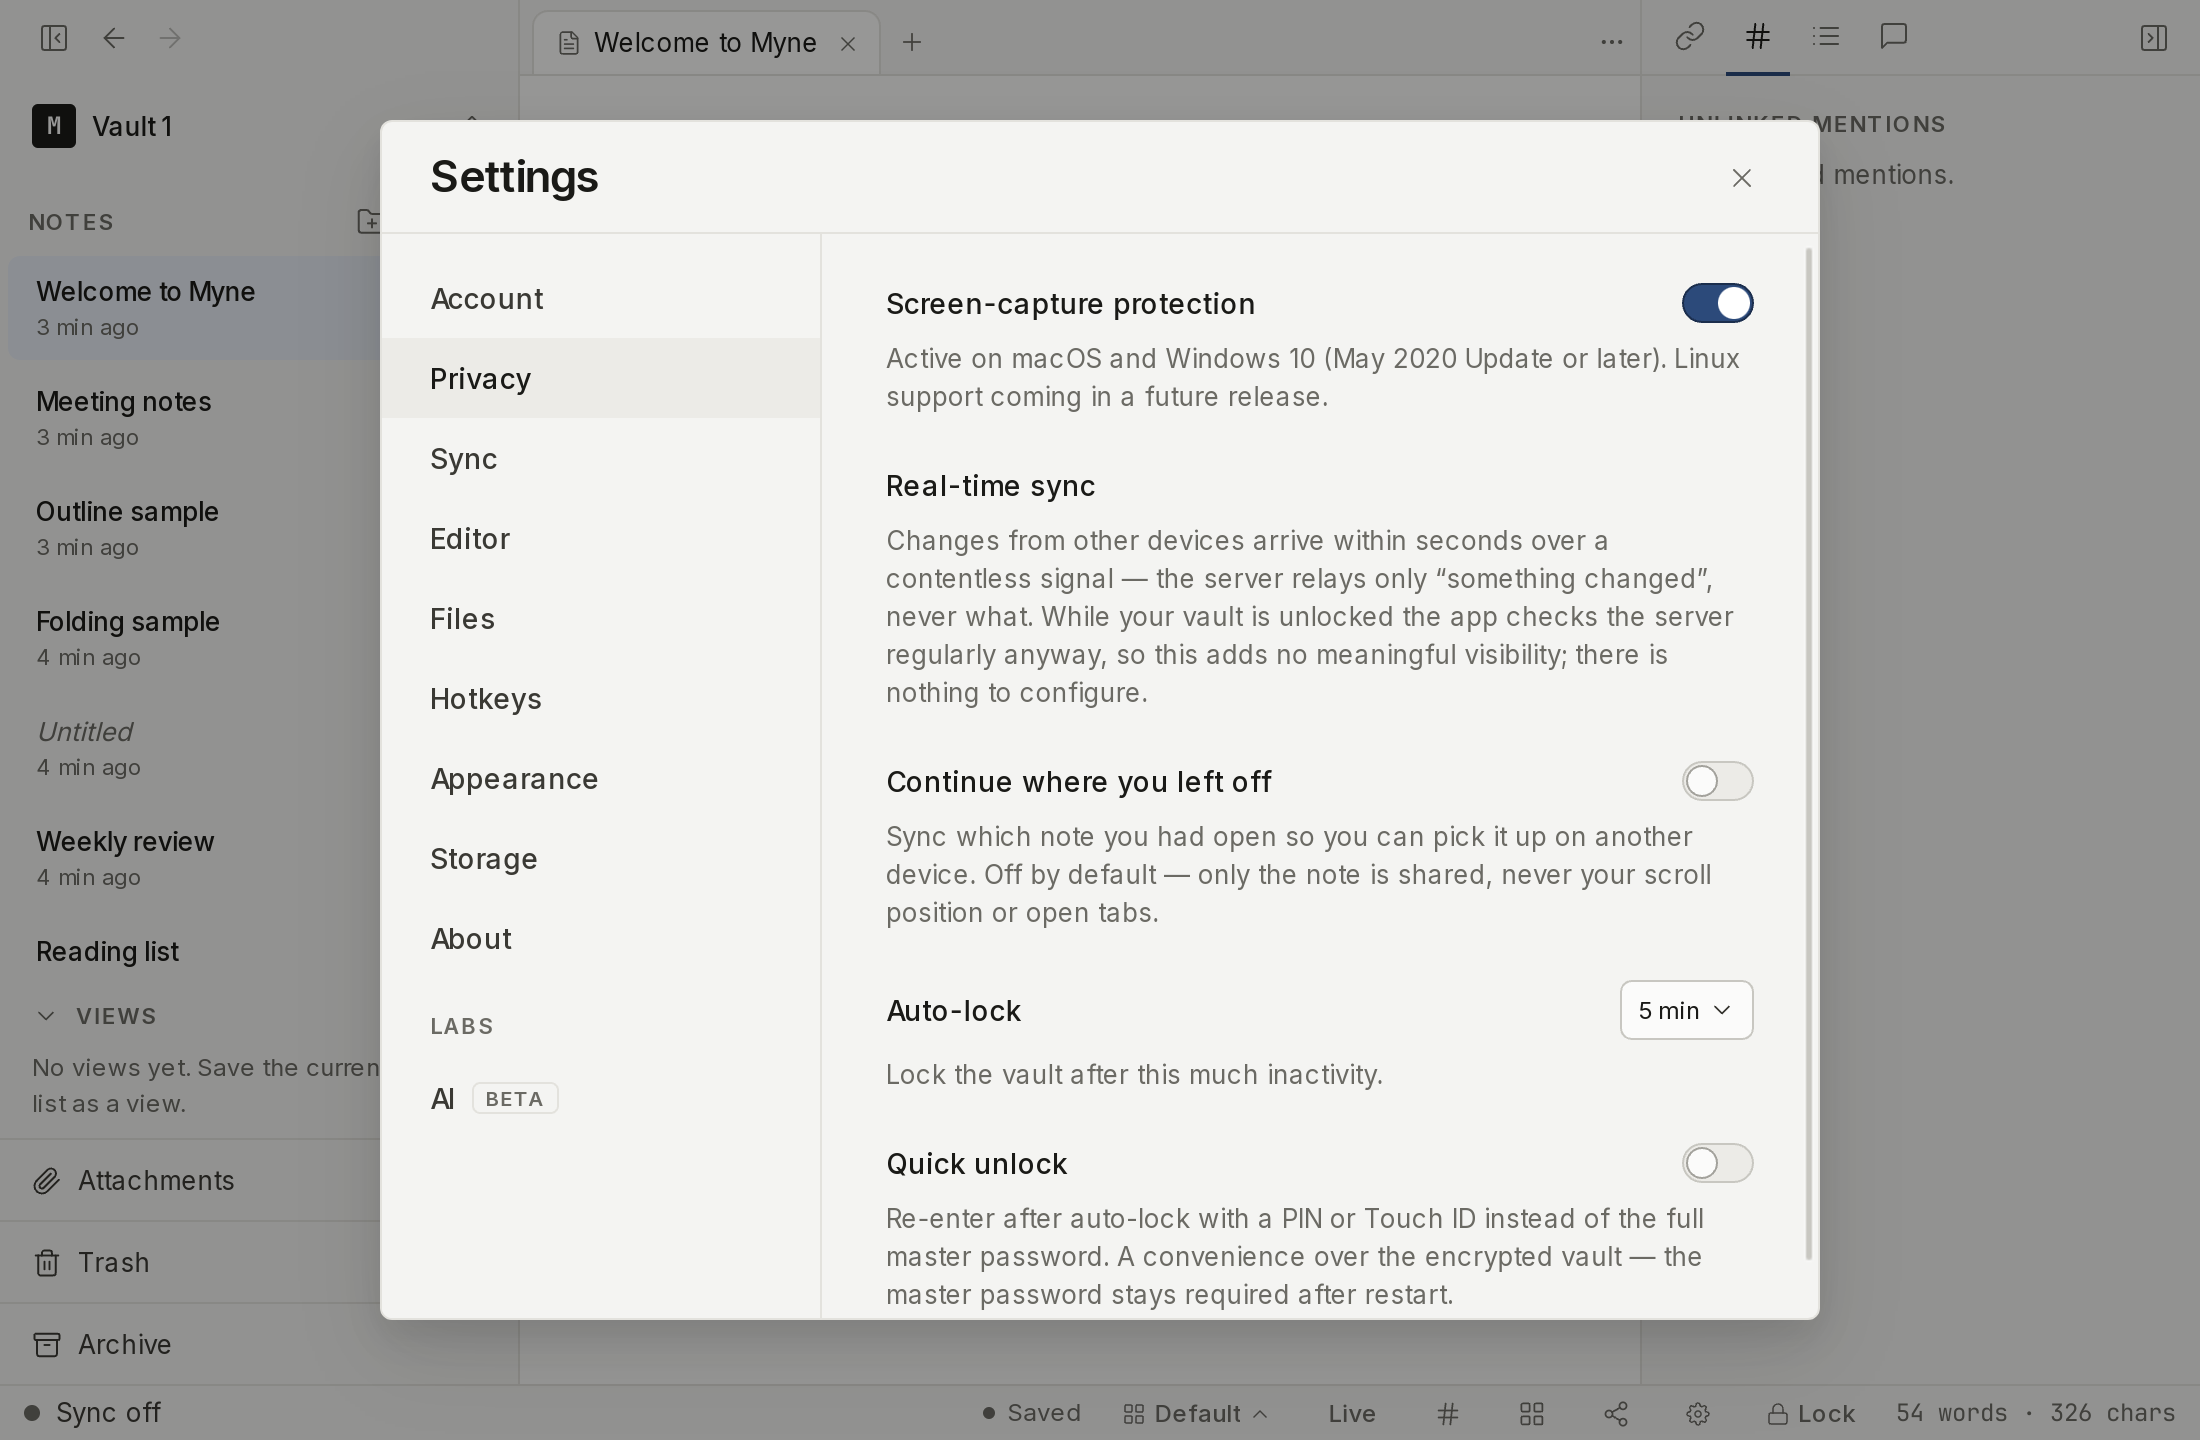 Welcome to Myne
M Vault 1
NOTES
Welcome to Myne
3 min ago
Meeting notes
3 min ago
Outline sample
3 min ago
Folding sample
4 min ago
Untitled
4 min ago
Weekly review
4 min ago
Reading list
VIEWS
No views yet. Save the curren
list as a view.
Attachments
Trash
Archive
Sync off
Settings
Account
Privacy
Sync
Editor
Files
Hotkeys
Appearance
Storage
About
LABS
AI BETA
Screen-capture protection
Active on macOS and Windows 10 (May 2020 Update or later). Linux
support coming in a future release.
Real-time sync
Changes from other devices arrive within seconds over a
contentless signal — the server relays only “something changed”,
never what. While your vault is unlocked the app checks the server
regularly anyway, so this adds no meaningful visibility; there is
nothing to configure.
Continue where you left off
Sync which note you had open so you can pick it up on another
device. Off by default — only the note is shared, never your scroll
position or open tabs.
Auto-lock
5 min
Lock the vault after this much inactivity.
Quick unlock
Re-enter after auto-lock with a PIN or Touch ID instead of the full
master password. A convenience over the encrypted vault — the
master password stays required after restart.
UNLINKED MENTIONS
mentions.
Saved
Default
Live
Lock
54 words · 326 chars